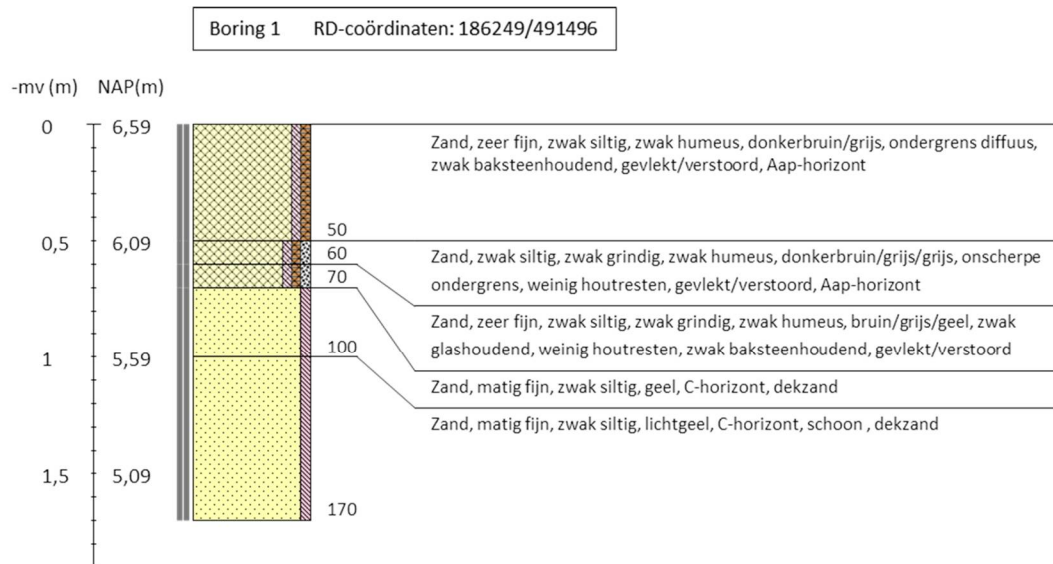 Boring 1 RD-coördinaten: 186249/491496
-mv (m) NAP(m)
0 6,59
Zand, zeer fijn, zwak siltig, zwak humeus, donkerbruin/grijs, ondergrens diffuus,
zwak baksteenhoudend, gevlekt/verstoord, Aap-horizont
50
0,5 6,09
60
Zand, zwak siltig, zwak grindig, zwak humeus, donkerbruin/grijs/grijs, onscherpe
70
ondergrens, weinig houtresten, gevlekt/verstoord, Aap-horizont
Zand, zeer fijn, zwak siltig, zwak grindig, zwak humeus, bruin/grijs/geel, zwak
100
glashoudend, weinig houtresten, zwak baksteenhoudend, gevlekt/verstoord
1 5,59
Zand, matig fijn, zwak siltig, geel, C-horizont, dekzand
Zand, matig fijn, zwak siltig, lichtgeel, C-horizont, schoon , dekzand
1,5 5,09
170